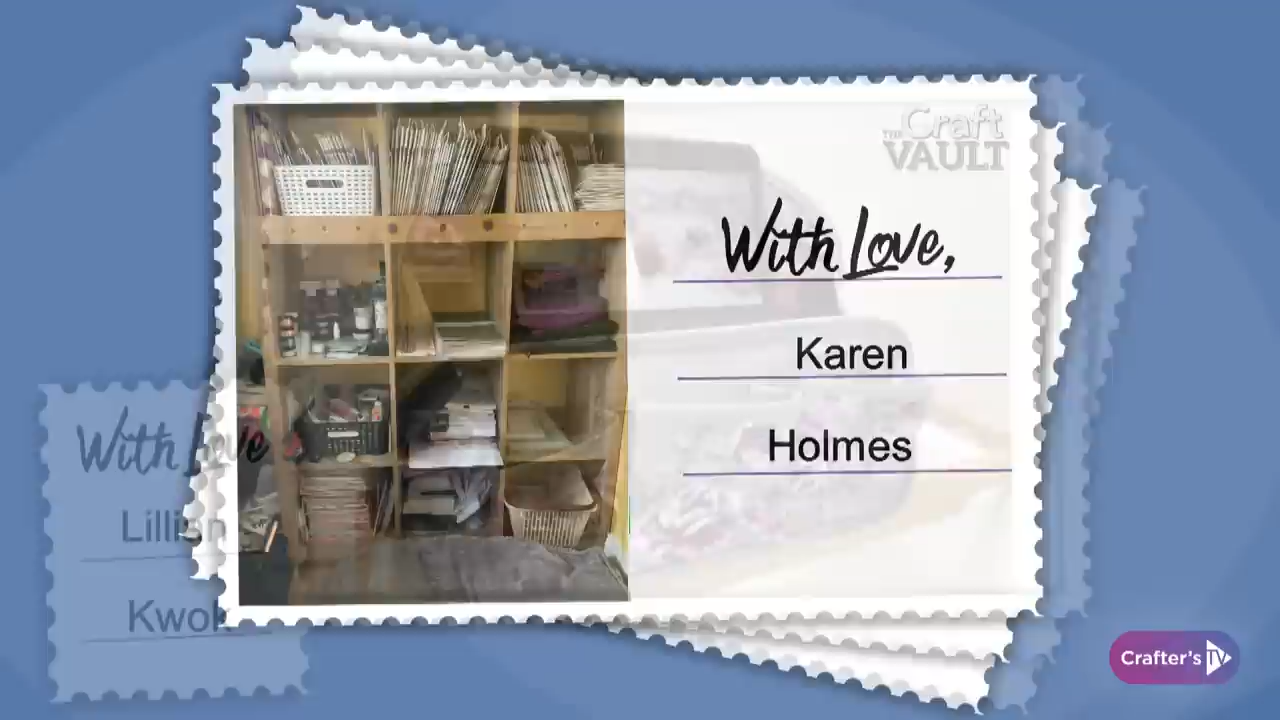 THE Craft
VAULT
With Love,
Karen
Holmes
With Love
Lillian
Kwok
Crafter's TV